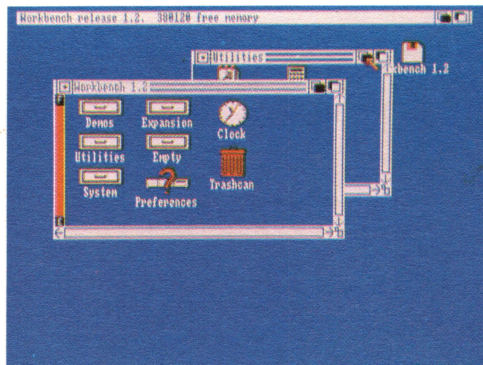 Workbench release 1.2. 380120 free memory
Utilities
kbench 1.2
Workbench 1.2
Demos
Expansion
Clock
Utilities
Empty
Trashcan
System
Preferences
E